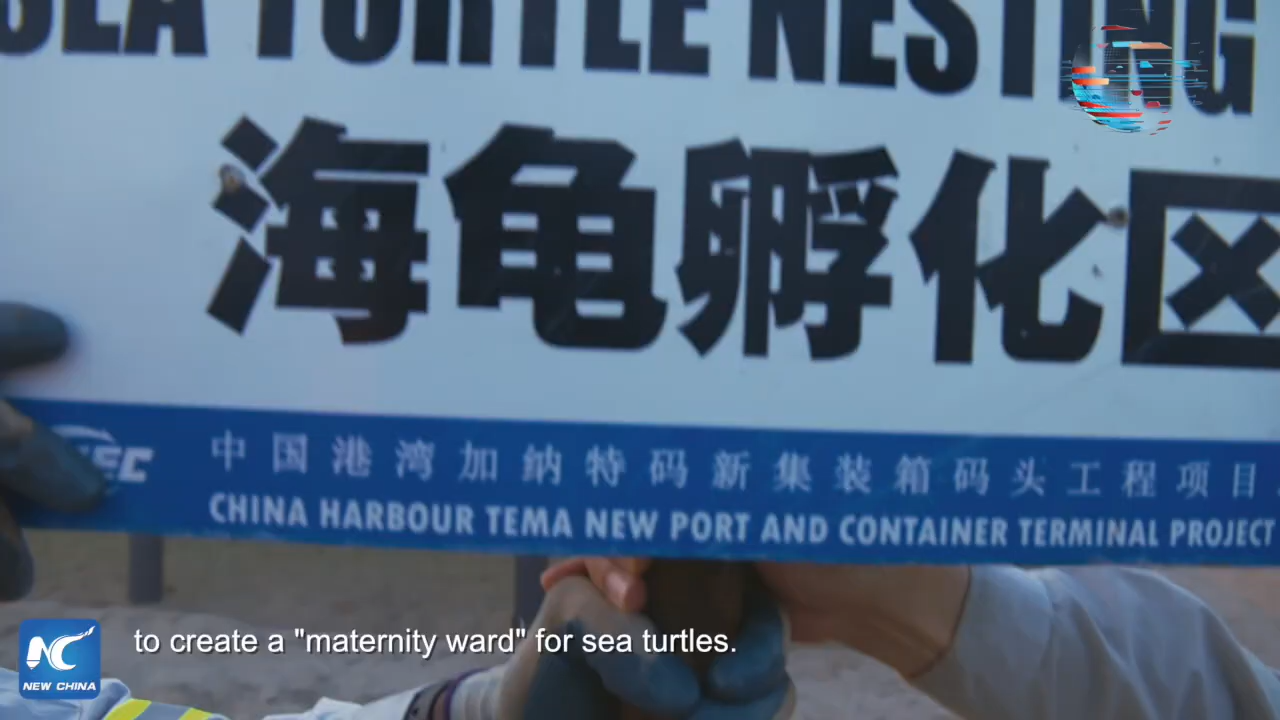 SEA TURTLE NESTING
海龟孵化区
中国港湾加纳特码新集装箱码头工程项目
CHINA HARBOUR TEMA NEW PORT AND CONTAINER TERMINAL PROJECT
to create a "maternity ward" for sea turtles.
NC
NEW CHINA